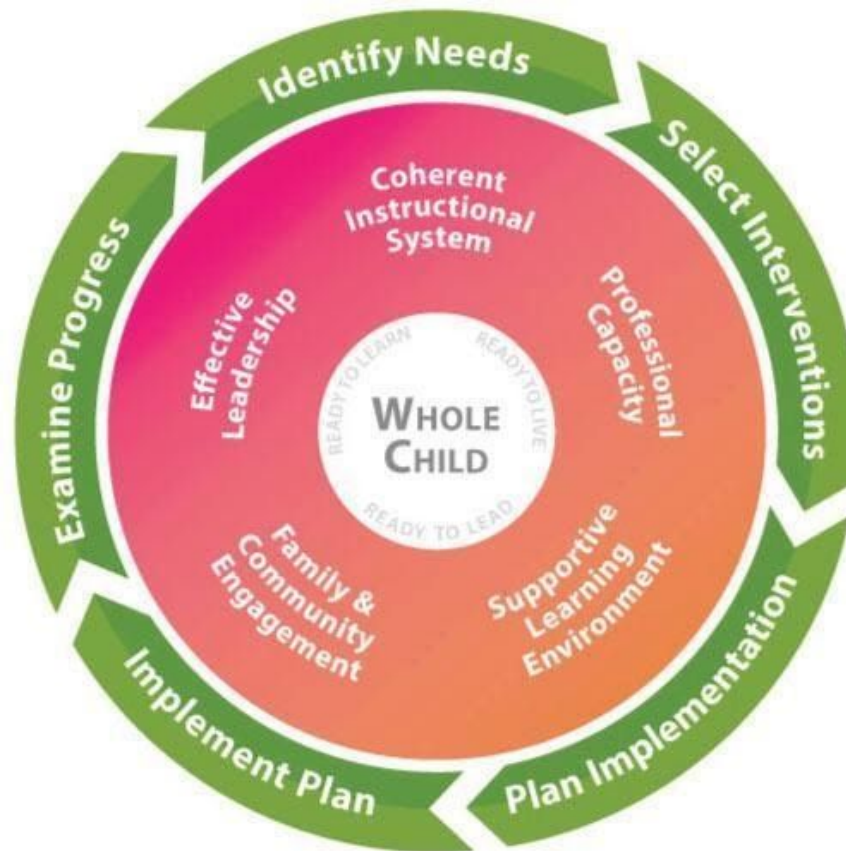 Identify Needs
Select Interventions
Plan Implementation
Implement Plan
Examine Progress
Coherent
Instructional
System
Professional
Capacity
Supportive
Learning
Environment
Family &
Community
Engagement
Effective
Leadership
READY TO LEARN
READY TO LIVE
READY TO LEAD
WHOLE
CHILD